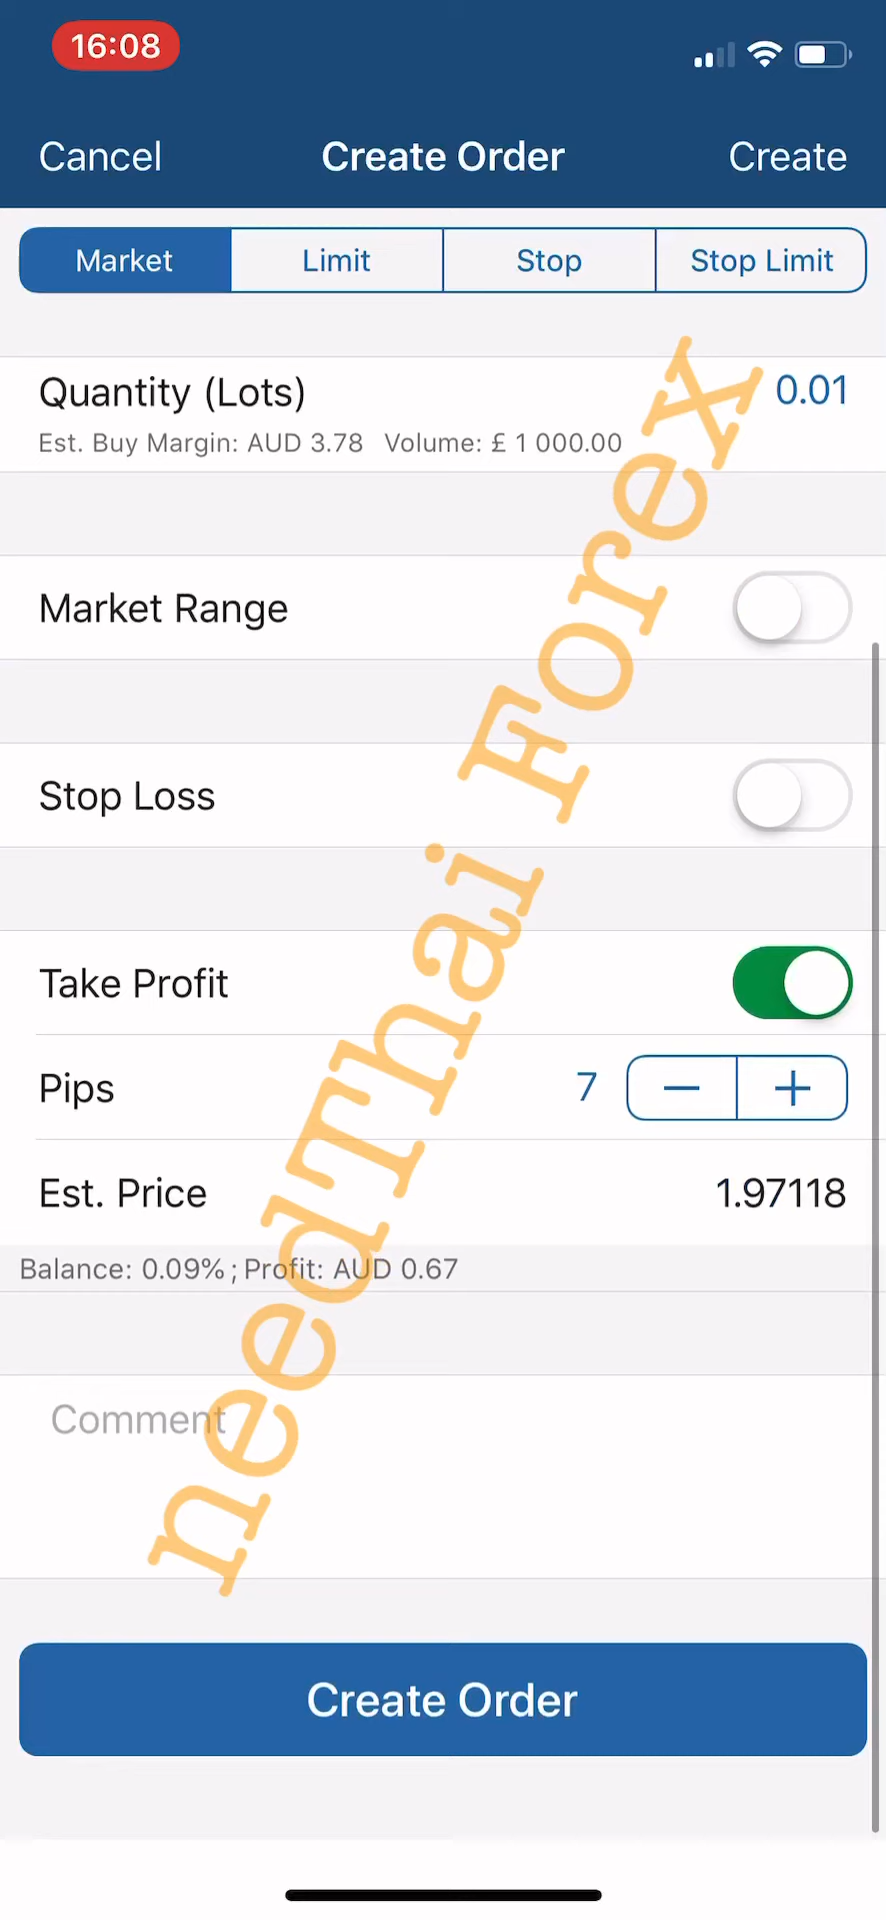 16:08
Cancel Create Order Create
Market Limit Stop Stop Limit
Quantity (Lots) 0.01
Est. Buy Margin: AUD 3.78 Volume: £ 1 000.00
Market Range
Stop Loss
Take Profit
Pips 7 — +
Est. Price 1.97118
Balance: 0.09% ; Profit: AUD 0.67
Comment
Create Order
needThai Forex